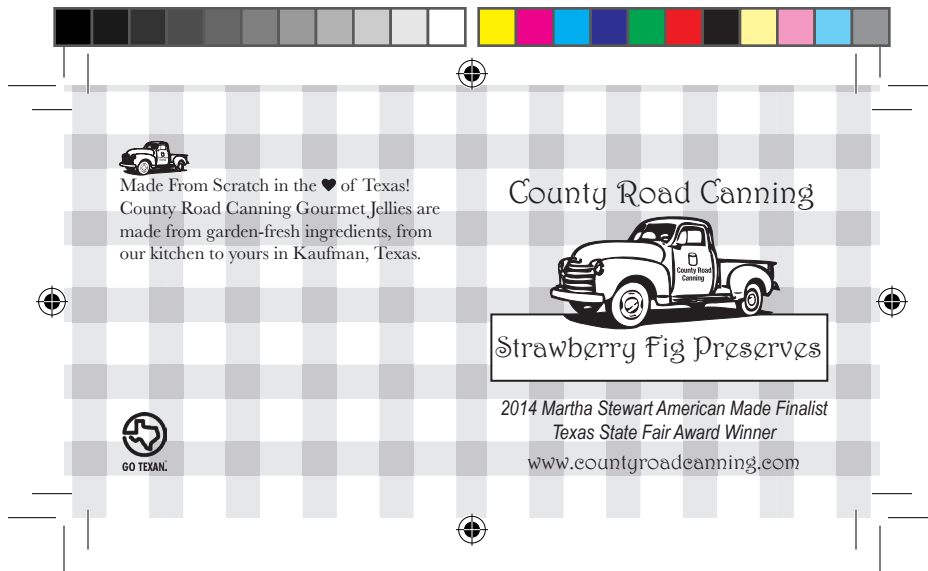 Made From Scratch in the ♥ of Texas!
County Road Canning Gourmet Jellies are
made from garden-fresh ingredients, from
our kitchen to yours in Kaufman, Texas.
GO TEXAN.
County Road Canning
County Road
Canning
Strawberry Fig Preserves
2014 Martha Stewart American Made Finalist
Texas State Fair Award Winner
www.countyroadcanning.com